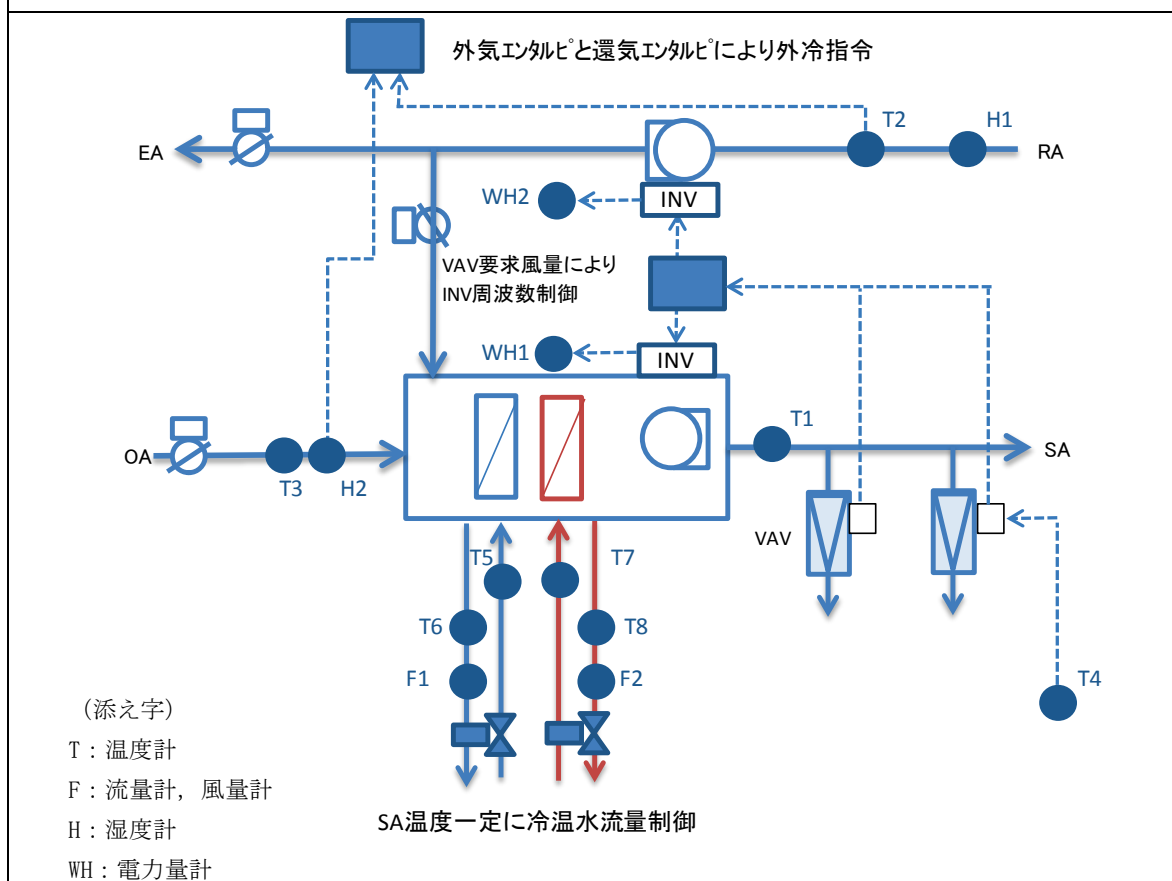 外気ｴﾝﾀﾙﾋﾟと還気ｴﾝﾀﾙﾋﾟにより外冷指令
T2
H1
EA
RA
WH2
INV
VAV要求風量により
INV周波数制御
WH1
INV
T1
OA
SA
T3
H2
VAV
T5
T7
T6
T8
F1
F2
T4
（添え字）
T：温度計
F：流量計，風量計
H：湿度計
WH：電力量計
SA温度一定に冷温水流量制御